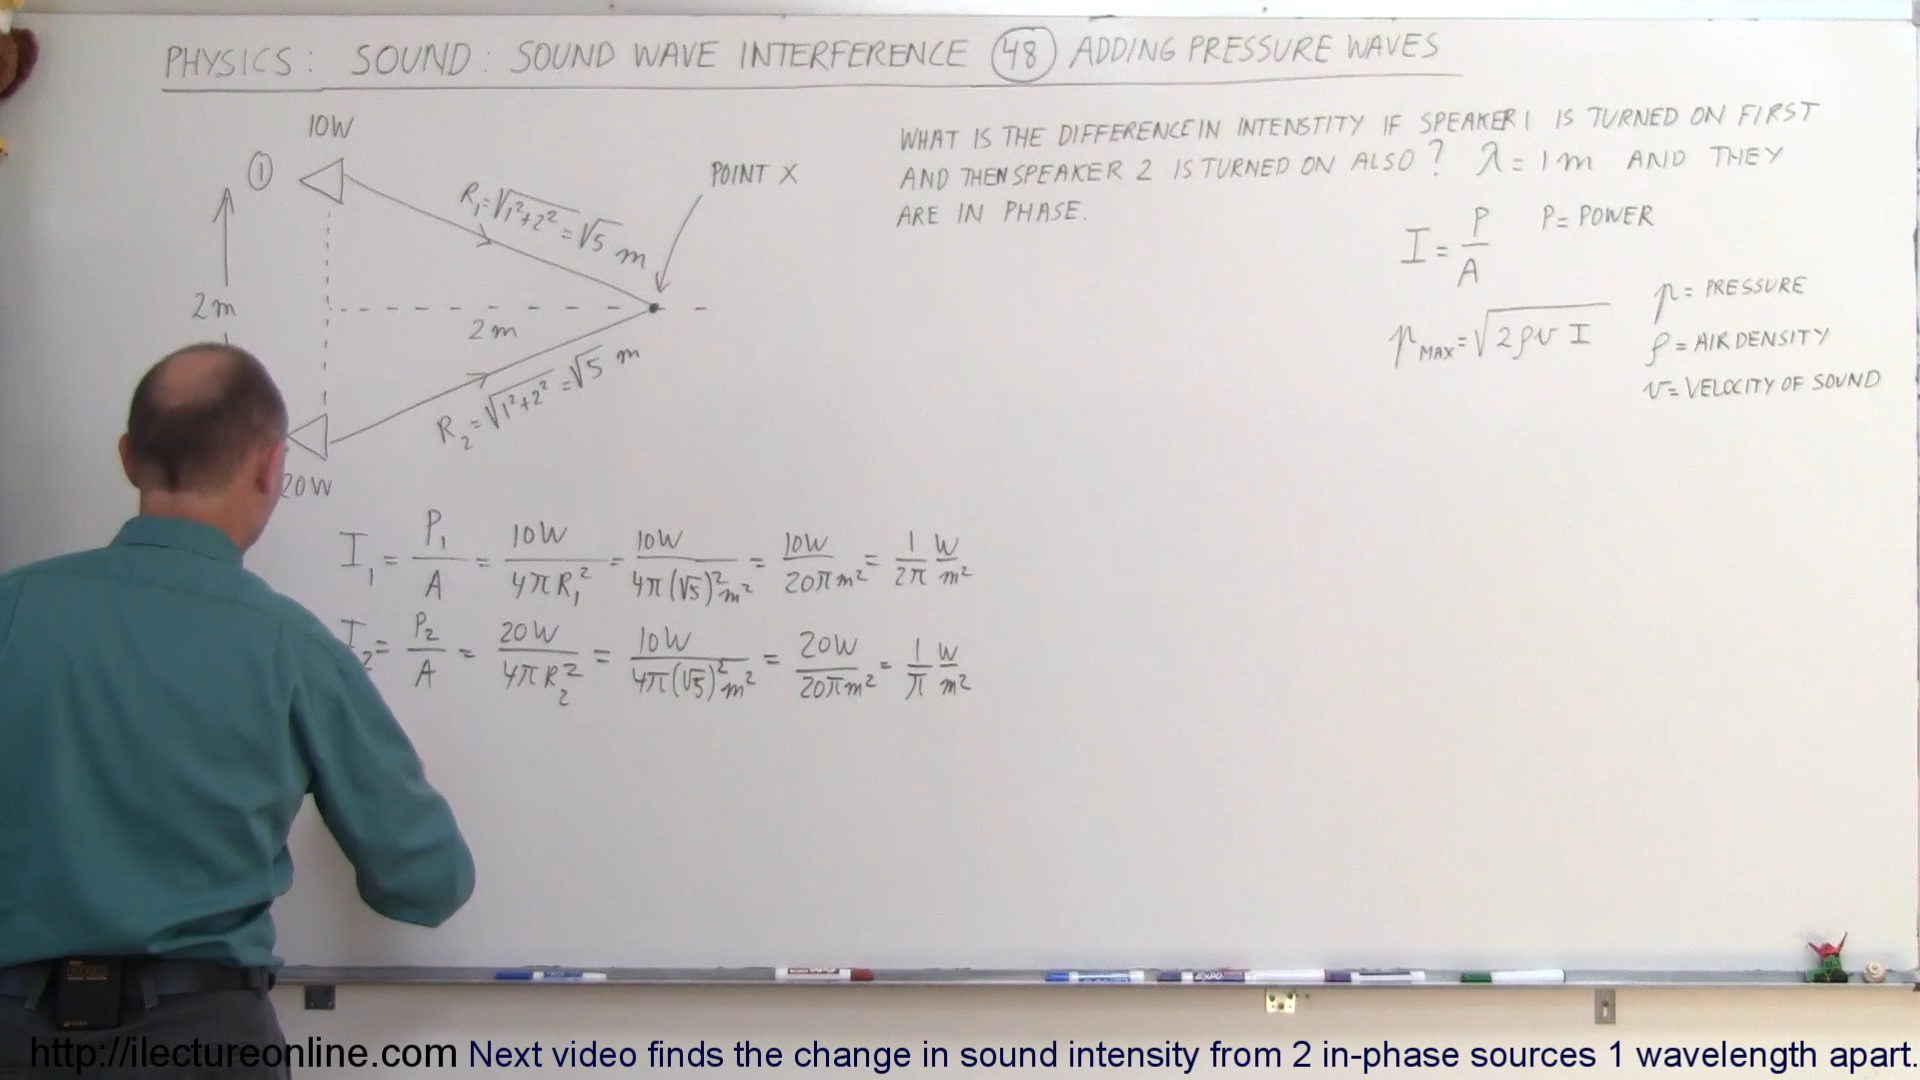 PHYSICS: SOUND: SOUND WAVE INTERFERENCE 48 ADDING PRESSURE WAVES
WHAT IS THE DIFFERENCE IN INTENSTITY IF SPEAKER 1 IS TURNED ON FIRST
AND THEN SPEAKER 2 IS TURNED ON ALSO? λ = 1m AND THEY
ARE IN PHASE.
10W
1
R₁=√1²+2² = √5 m
POINT X
2m
2m
R₂=√1²+2² = √5 m
20W
I = P/A P = POWER
p = PRESSURE
p MAX = √2ρv I
ρ = AIR DENSITY
v = VELOCITY OF SOUND
I₁ = P₁/A = 10W/4πR₁² = 10W/4π(√5)²m² = 10W/20πm² = 1/2π W/m²
I₂ = P₂/A = 20W/4πR₂² = 10W/4π(√5)²m² = 20W/20πm² = 1/π W/m²
EXPO
http://ilectureonline.com Next video finds the change in sound intensity from 2 in-phase sources 1 wavelength apart.